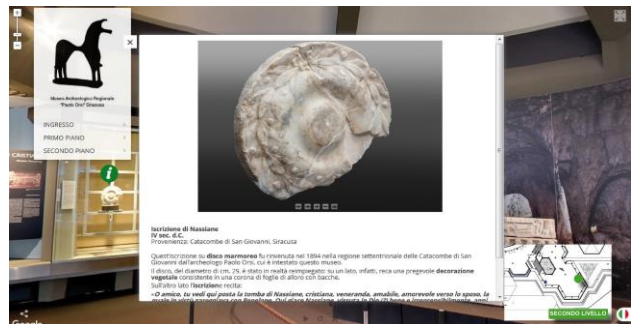 Museo Archeologico Regionale
"Paolo Orsi" Siracusa
INGRESSO
PRIMO PIANO
SECONDO PIANO
CRISTIA
i
Iscrizione di Nassiane
IV sec. d.C.
Provenienza: Catacombe di San Giovanni, Siracusa
Quest'iscrizione su disco marmoreo fu rinvenuta nel 1894 nella regione settentrionale delle Catacombe di San
Giovanni dall'archeologo Paolo Orsi, cui è intestato questo museo.
Il disco, del diametro di cm. 29, è stato in realtà reimpiegato: su un lato, infatti, reca una pregevole decorazione
vegetale consistente in una corona di foglie di alloro con bacche.
Sull'altro lato l'iscrizione recita:
«O amico, tu vedi qui posta la tomba di Nassiane, cristiana, veneranda, amabile, amorevole verso lo sposo, la
SECONDO LIVELLO
Google